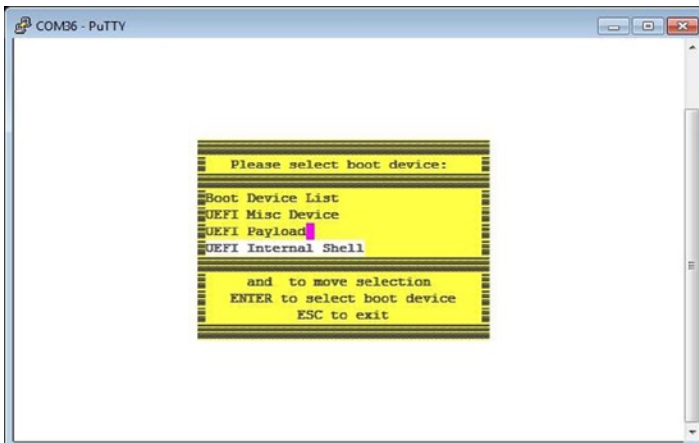 COM36 - PuTTY
Please select boot device:
Boot Device List
UEFI Misc Device
UEFI Payload
UEFI Internal Shell
and  to move selection
ENTER to select boot device
ESC to exit